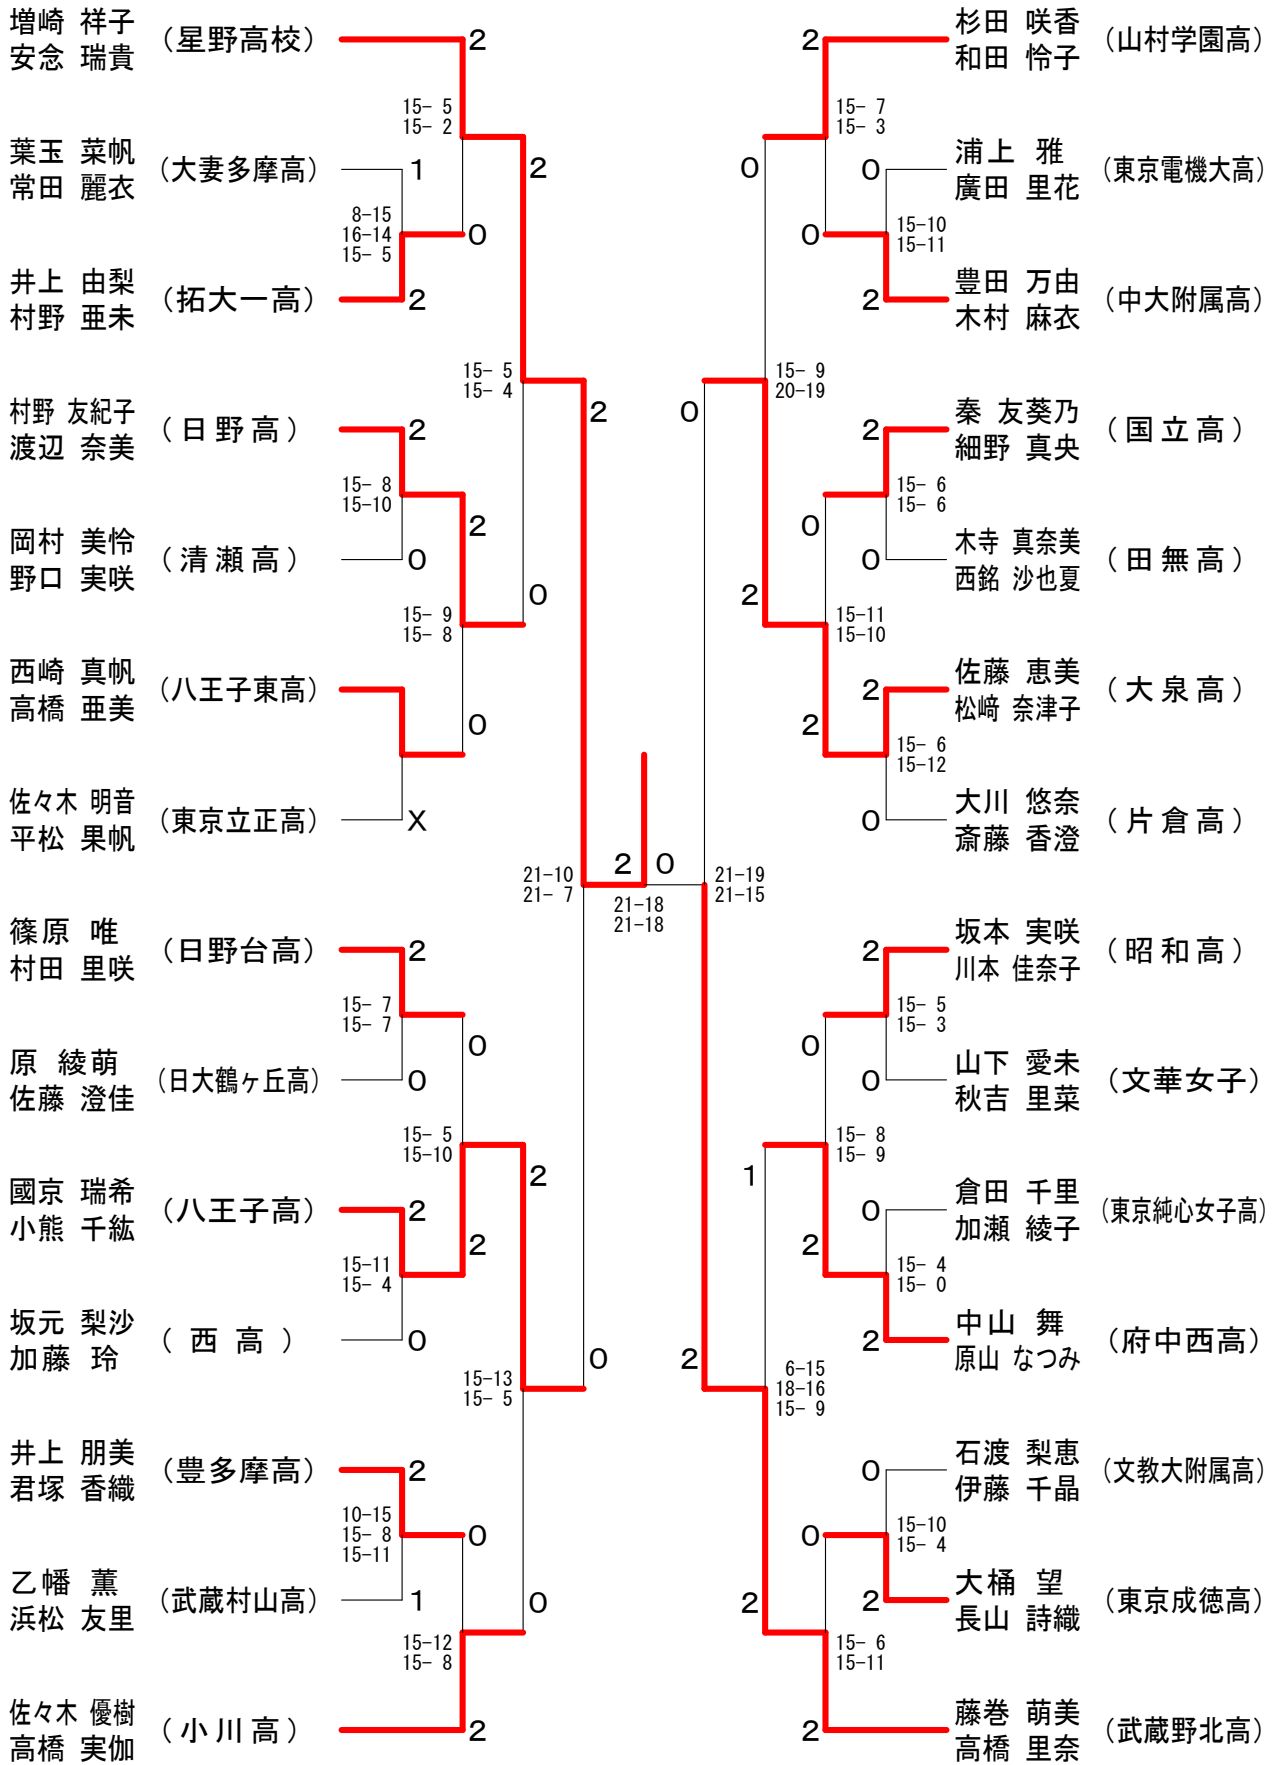 増崎 祥子
安念 瑞貴
(星野高校)
2
15- 5
15- 2
葉玉 菜帆
常田 麗衣
(大妻多摩高)
1
2
8-15
16-14
15- 5
0
井上 由梨
村野 亜未
(拓大一高)
2
15- 5
15- 4
2
村野 友紀子
渡辺 奈美
(日野高)
2
15- 8
15-10
2
岡村 美怜
野口 実咲
(清瀬高)
0
0
15- 9
15- 8
西崎 真帆
高橋 亜美
(八王子東高)
0
佐々木 明音
平松 果帆
(東京立正高)
X
21-10
21- 7
2
0
21-18
21-18
篠原 唯
村田 里咲
(日野台高)
2
15- 7
15- 7
0
原 綾萌
佐藤 澄佳
(日大鶴ヶ丘高)
0
15- 5
15-10
2
國京 瑞希
小熊 千紘
(八王子高)
2
2
15-11
15- 4
坂元 梨沙
加藤 玲
(西高)
0
0
15-13
15- 5
井上 朋美
君塚 香織
(豊多摩高)
2
10-15
15- 8
15-11
0
乙幡 薫
浜松 友里
(武蔵村山高)
1
0
15-12
15- 8
佐々木 優樹
高橋 実伽
(小川高)
2
2
杉田 咲香
和田 怜子
(山村学園高)
15- 7
15- 3
0
0
浦上 雅
廣田 里花
(東京電機大高)
0
15-10
15-11
2
豊田 万由
木村 麻衣
(中大附属高)
15- 9
20-19
0
2
秦 友葵乃
細野 真央
(国立高)
15- 6
15- 6
0
0
木寺 真奈美
西銘 沙也夏
(田無高)
2
15-11
15-10
2
佐藤 恵美
松﨑 奈津子
(大泉高)
2
15- 6
15-12
0
大川 悠奈
斎藤 香澄
(片倉高)
21-19
21-15
2
坂本 実咲
川本 佳奈子
(昭和高)
15- 5
15- 3
0
0
山下 愛未
秋吉 里菜
(文華女子)
15- 8
15- 9
1
0
倉田 千里
加瀬 綾子
(東京純心女子高)
2
15- 4
15- 0
2
中山 舞
原山 なつみ
(府中西高)
2
6-15
18-16
15- 9
0
石渡 梨恵
伊藤 千晶
(文教大附属高)
0
15-10
15- 4
2
大桶 望
長山 詩織
(東京成徳高)
2
15- 6
15-11
2
藤巻 萌美
高橋 里奈
(武蔵野北高)